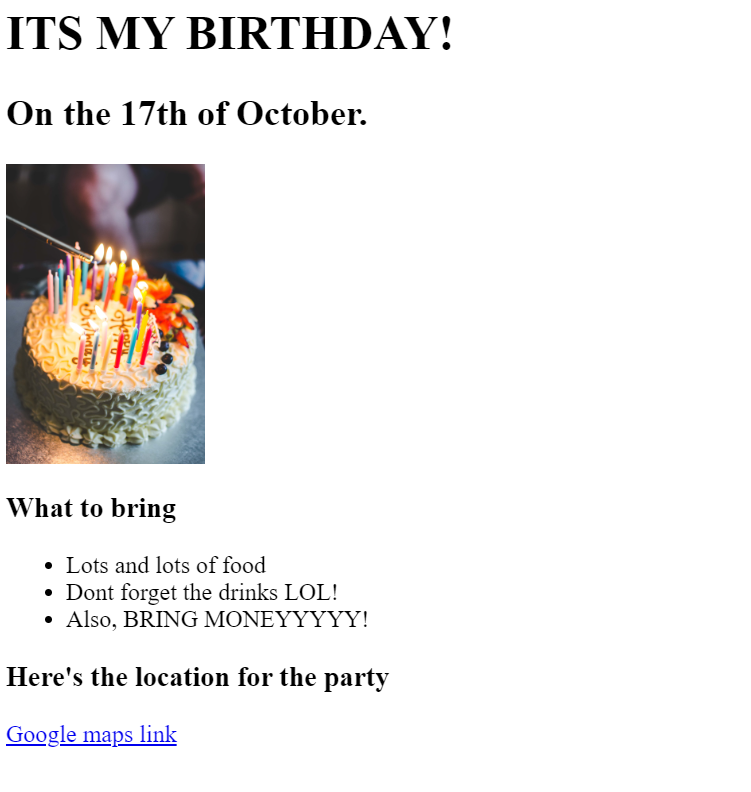 ITS MY BIRTHDAY!
On the 17th of October.
Happy
What to bring
Lots and lots of food
Dont forget the drinks LOL!
Also, BRING MONEYYYYY!
Here's the location for the party
Google maps link